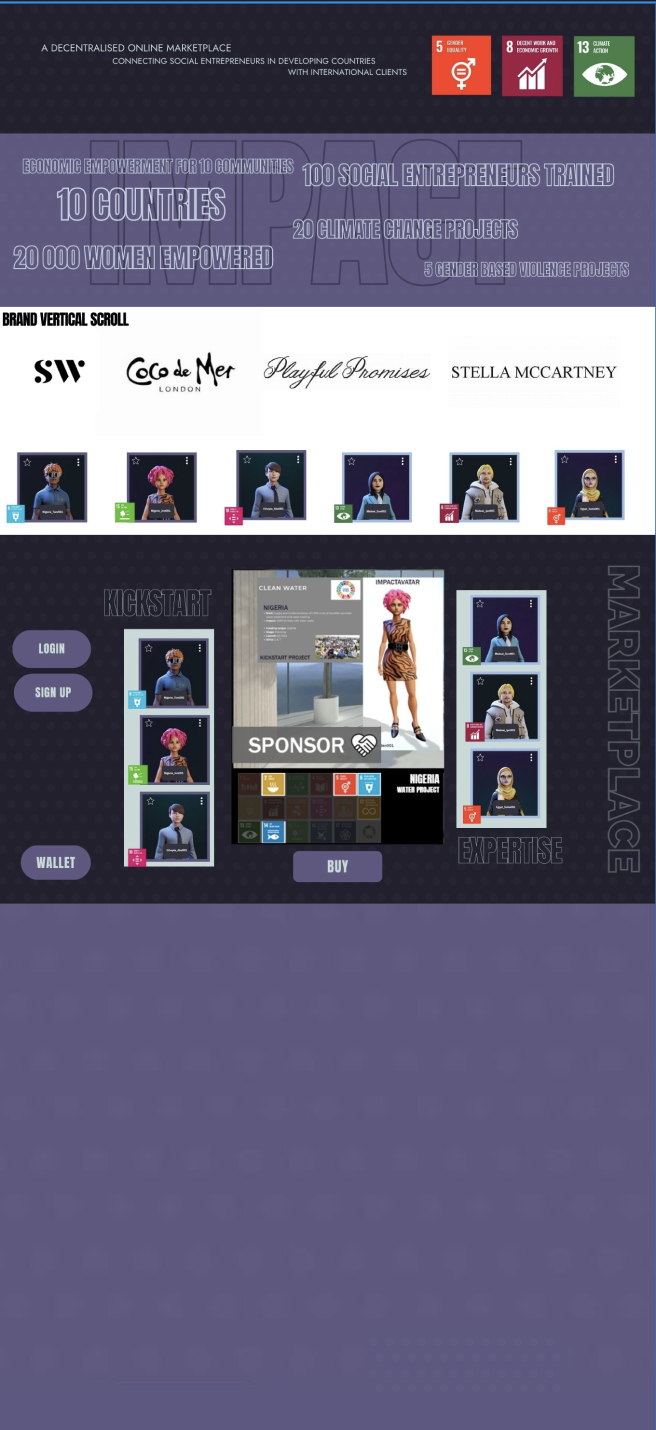 A DECENTRALISED ONLINE MARKETPLACE
CONNECTING SOCIAL ENTREPRENEURS IN DEVELOPING COUNTRIES
WITH INTERNATIONAL CLIENTS
5 GENDER EQUALITY
8 DECENT WORK AND ECONOMIC GROWTH
13 CLIMATE ACTION
IMPACT
ECONOMIC EMPOWERMENT FOR 10 COMMUNITIES
100 SOCIAL ENTREPRENEURS TRAINED
10 COUNTRIES
20 CLIMATE CHANGE PROJECTS
20 000 WOMEN EMPOWERED
5 GENDER BASED VIOLENCE PROJECTS
BRAND VERTICAL SCROLL
SW
Coco de Mer
LONDON
Playful Promises
STELLA MCCARTNEY
KICKSTART
LOGIN
SIGN UP
WALLET
CLEAN WATER
NIGERIA
KICKSTART PROJECT
IMPACTAVATAR
SPONSOR
NIGERIA
WATER PROJECT
BUY
EXPERTISE
MARKETPLACE